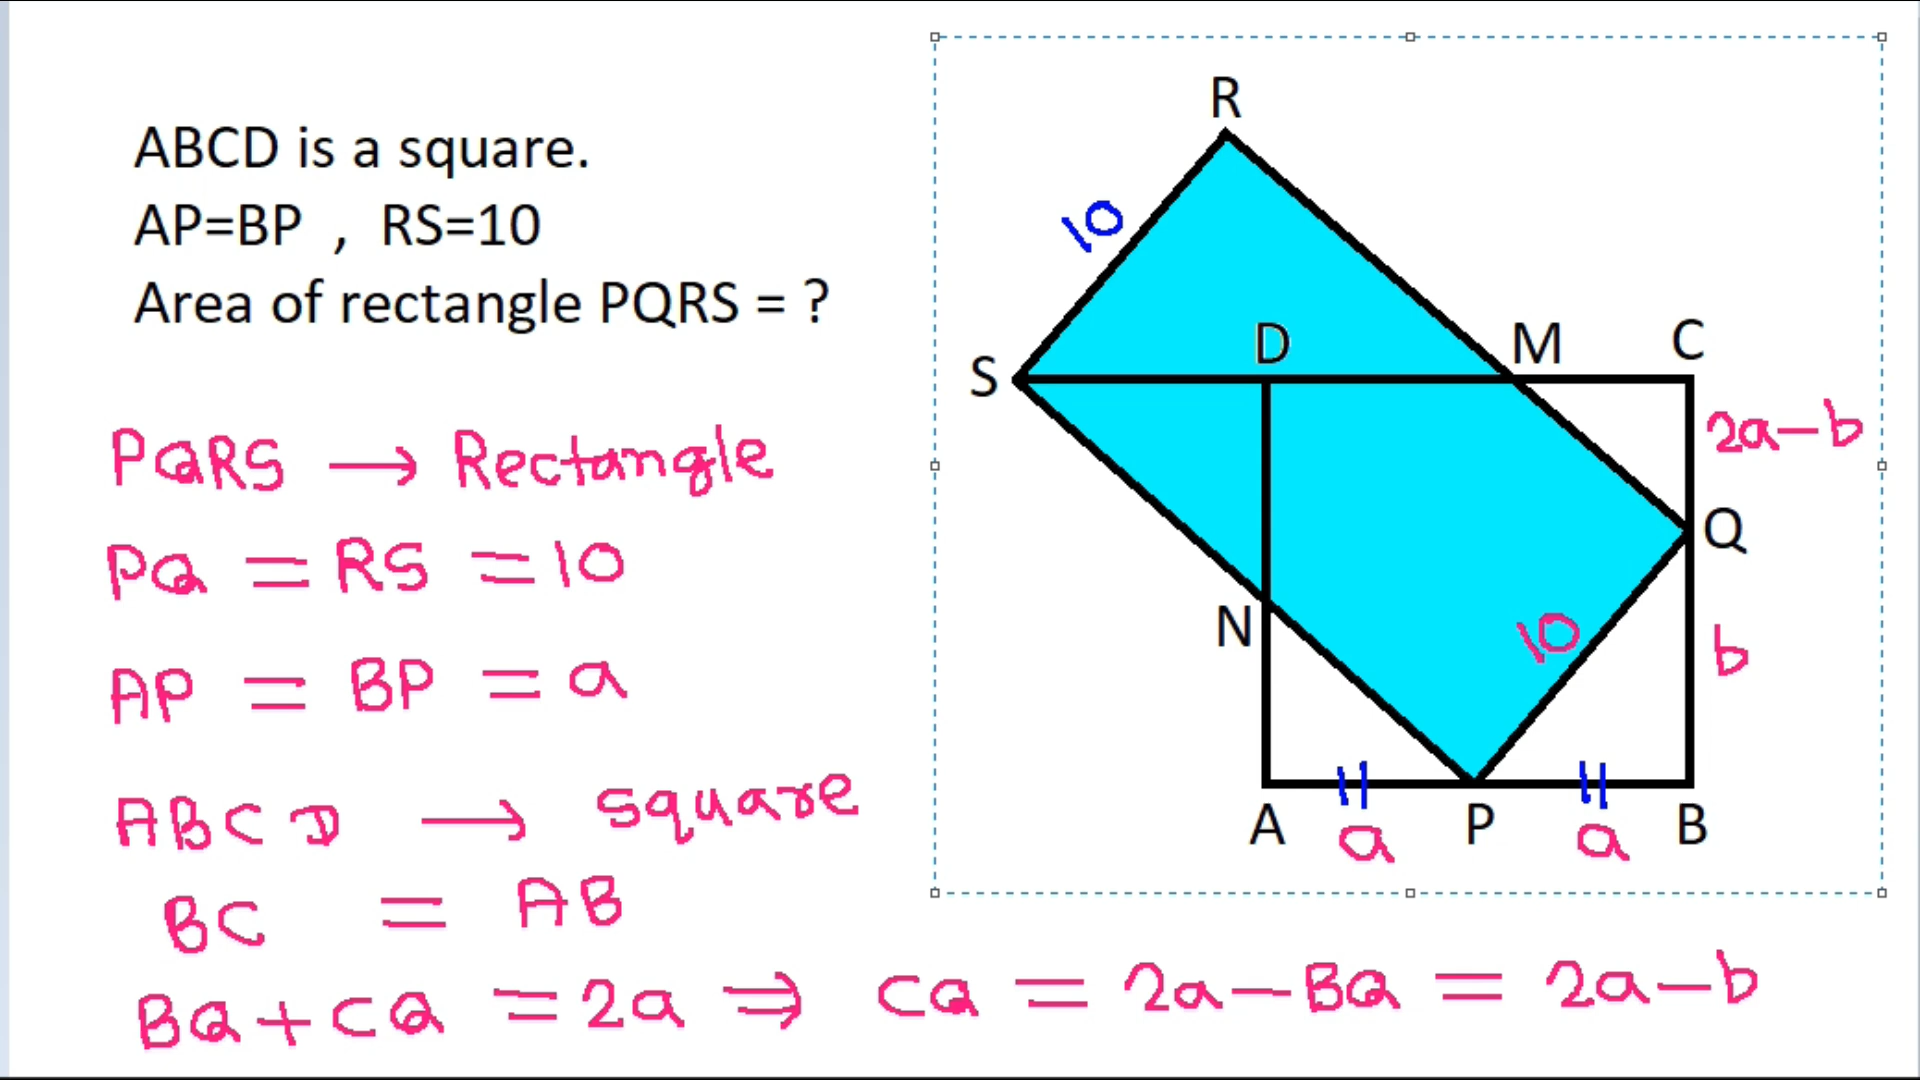 ABCD is a square.
AP=BP , RS=10
Area of rectangle PQRS = ?
PQRS → Rectangle
PQ = RS = 10
AP = BP = a
ABCD → square
BC = AB
BQ + CQ = 2a ⇒ CQ = 2a - BQ = 2a - b
R
10
S
D
M
C
2a - b
Q
N
10
b
A
P
B
a
a